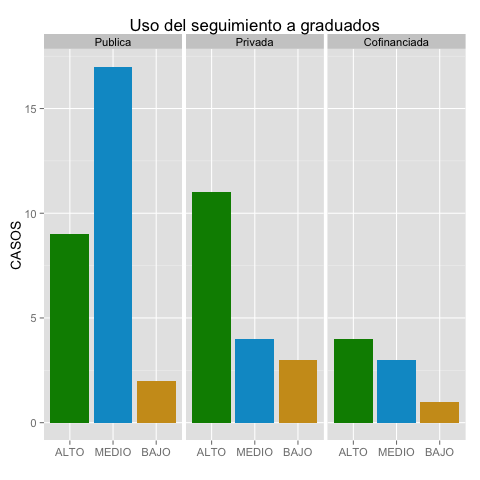 Uso del seguimiento a graduados
Publica Privada Cofinanciada
CASOS
15
10
5
0
ALTO MEDIO BAJO ALTO MEDIO BAJO ALTO MEDIO BAJO